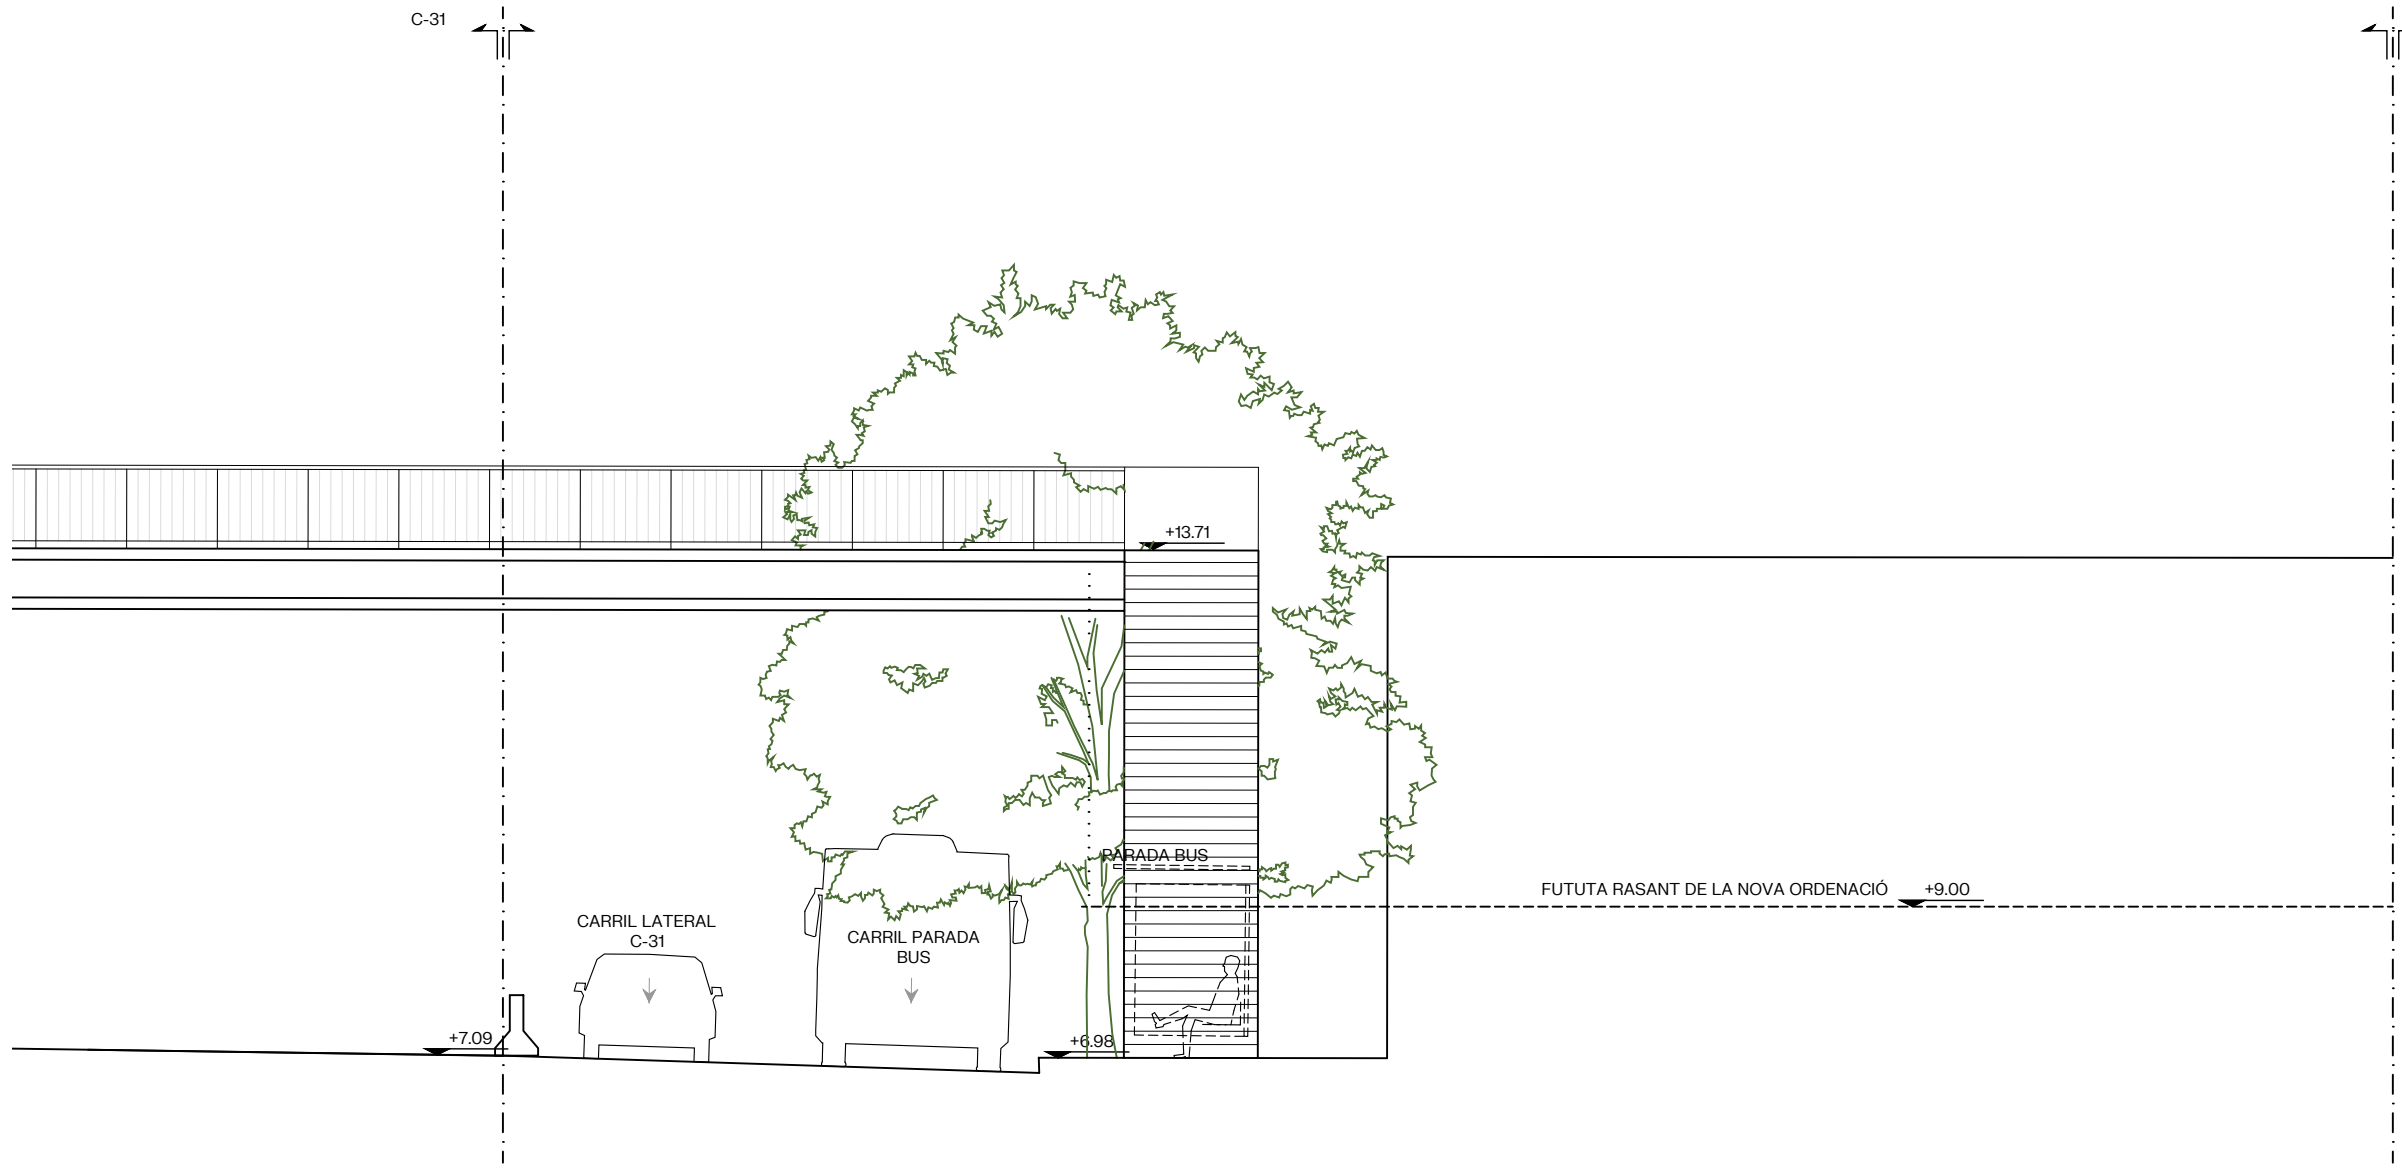 C-31
+13.71
PARADA BUS
FUTUTA RASANT DE LA NOVA ORDENACIÓ +9.00
CARRIL LATERAL
C-31
CARRIL PARADA
BUS
+7.09
+6.98